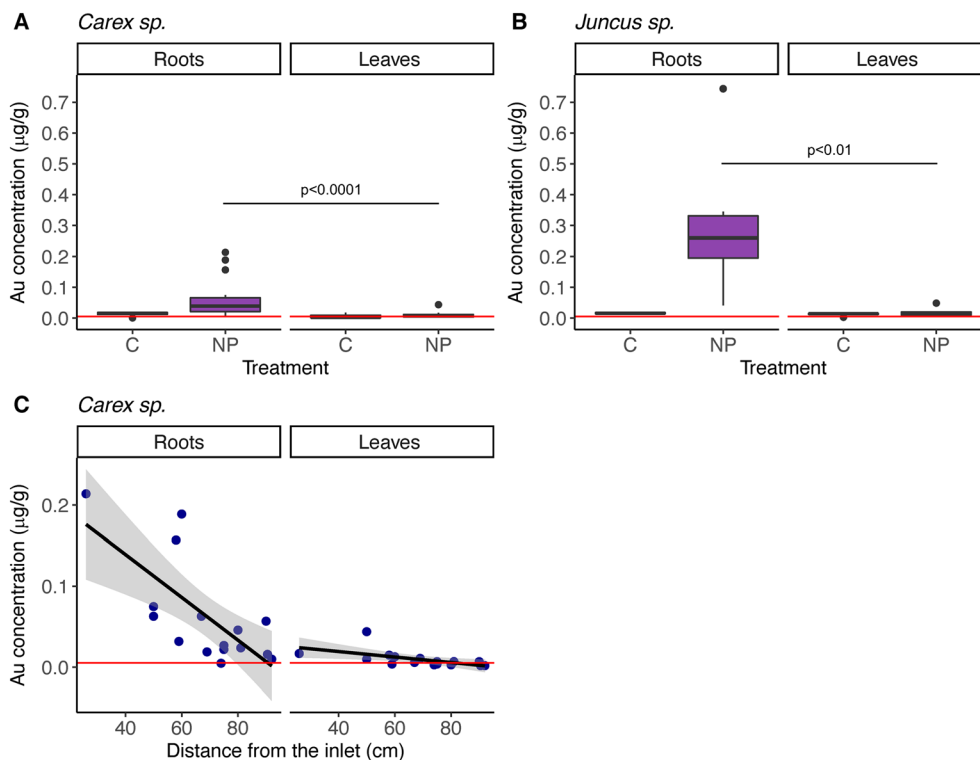 A Carex sp.
Roots Leaves
Au concentration (µg/g)
0.7
0.6
0.5
0.4
0.3
0.2
0.1
0.0
p<0.0001
C NP C NP
Treatment
B Juncus sp.
Roots Leaves
Au concentration (µg/g)
0.7
0.6
0.5
0.4
0.3
0.2
0.1
0.0
p<0.01
C NP C NP
Treatment
C Carex sp.
Roots Leaves
Au concentration (µg/g)
0.2
0.1
0.0
40 60 80 40 60 80
Distance from the inlet (cm)